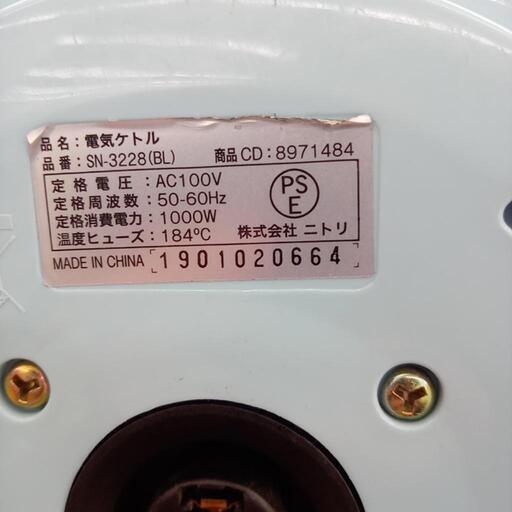 品名：電気ケトル
品番：SN-3228(BL) 商品CD：8971484
定格電圧：AC100V
定格周波数：50-60Hz
定格消費電力：1000W
温度ヒューズ：184℃
PS
E
株式会社 ニトリ
MADE IN CHINA 1901020664